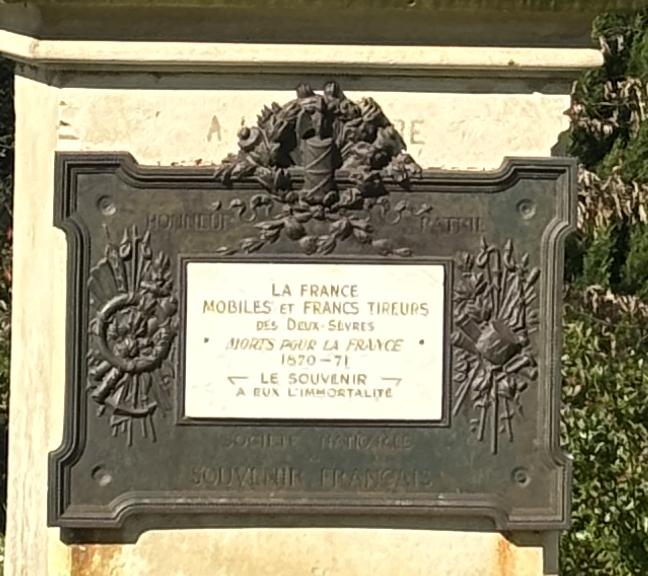 HONNEUR PATRIE
LA FRANCE
MOBILES ET FRANCS TIREURS
DES DEUX-SÈVRES
• MORTS POUR LA FRANCE •
1870-71
LE SOUVENIR
A EUX L'IMMORTALITÉ
SOCIÉTÉ NATIONALE
SOUVENIR FRANÇAIS